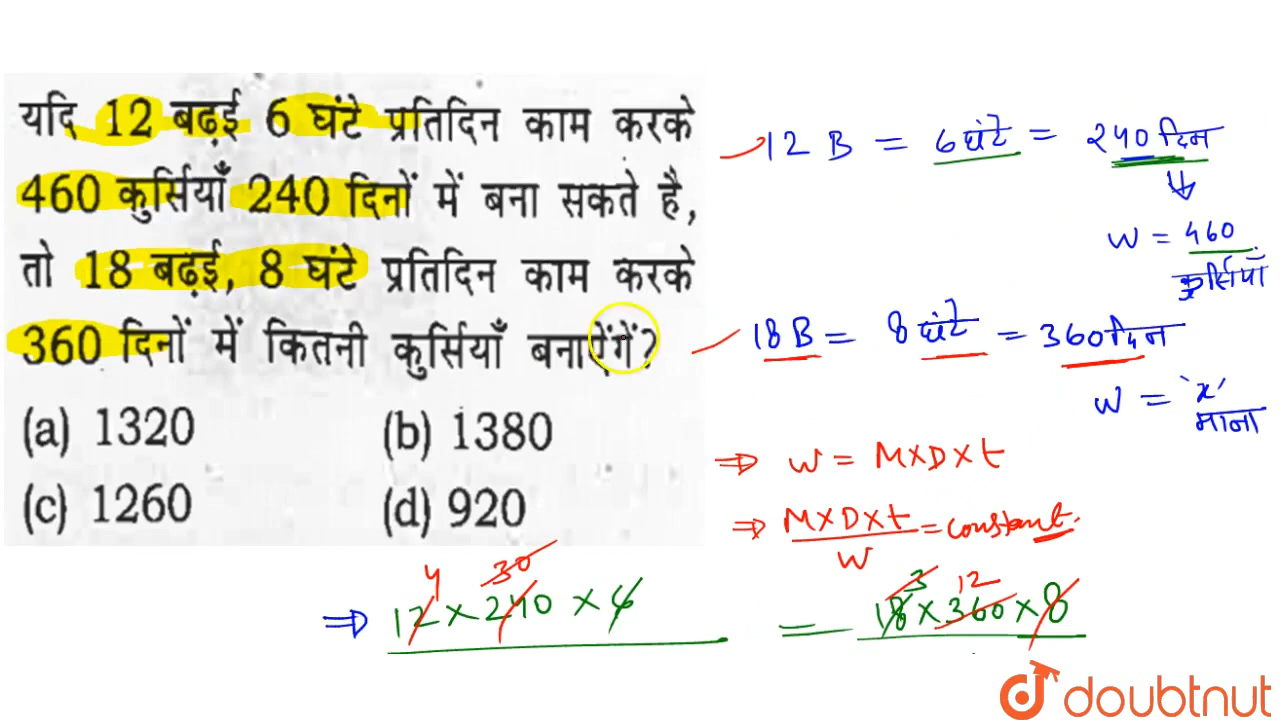 यदि 12 बढ़ई 6 घंटे प्रतिदिन काम करके
460 कुर्सियाँ 240 दिनों में बना सकते है,
तो 18 बढ़ई, 8 घंटे प्रतिदिन काम करके
360 दिनों में कितनी कुर्सियाँ बनाऐंगें?
(a) 1320 (b) 1380
(c) 1260 (d) 920
12 B = 6 घंटे = 240 दिन
⇓
W = 460
कुर्सियाँ
18B = 8 घंटे = 360 दिन
W = 'x'
माना
⇒ W = M×D×t
⇒ M×D×t = constant.
W
4 30
⇒ 12 × 240 × 6 = 18 × 360 × 8
3 12
doubtnut